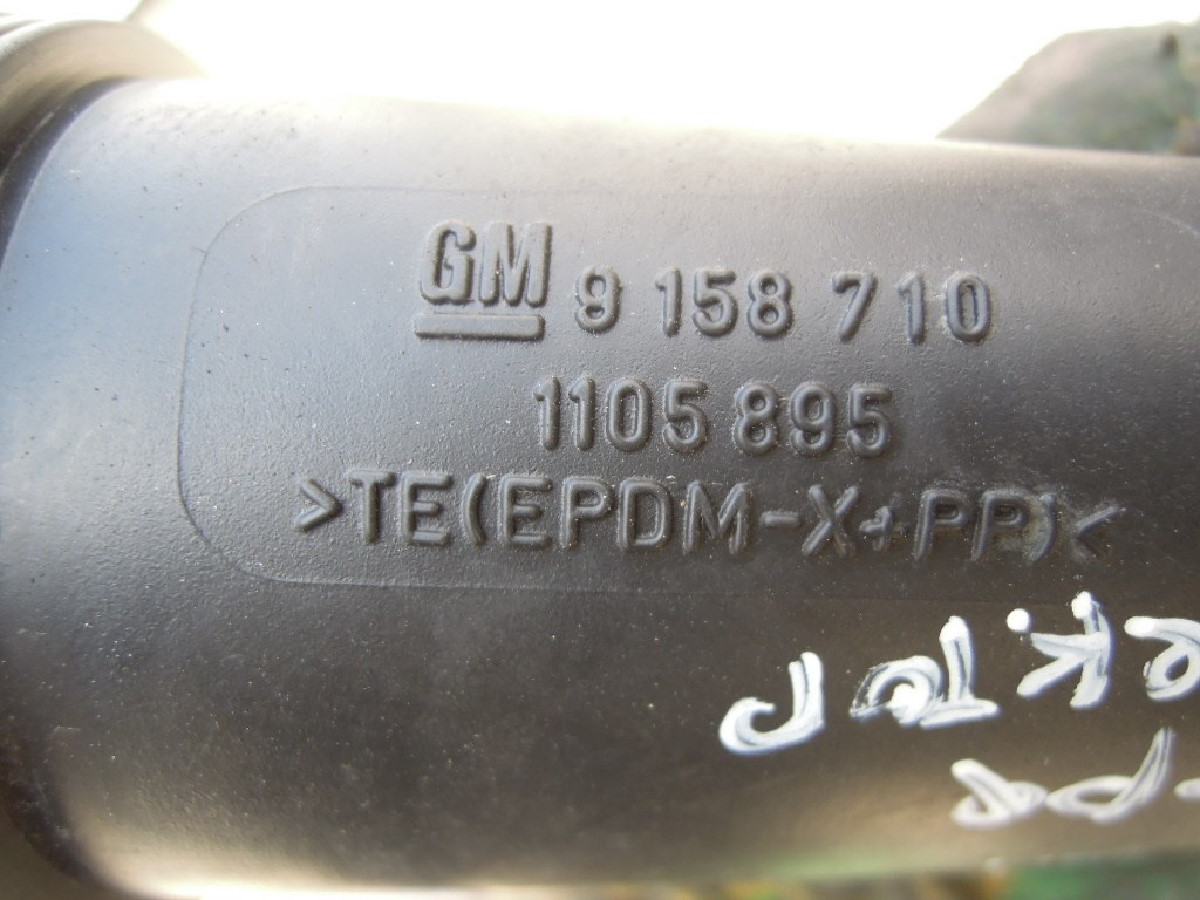 GM 9 158 710
1105 895
>TE(EPDM-X+PP)<